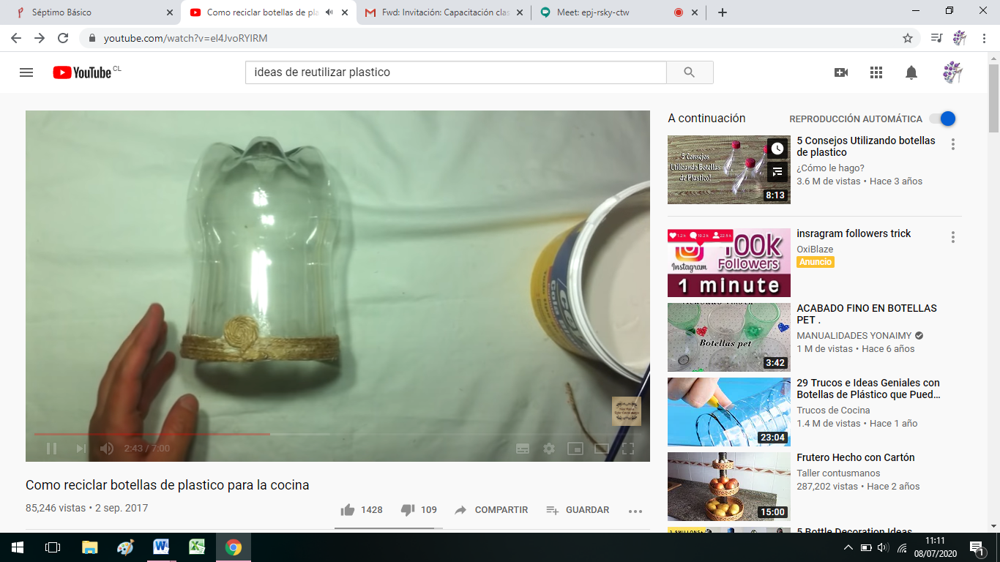 Séptimo Básico
Como reciclar botellas de pla
Fwd: Invitación: Capacitación clas
Meet: epj-rsky-ctw
youtube.com/watch?v=eI4JvoRYIRM
YouTube CL
ideas de reutilizar plastico
A continuación
REPRODUCCIÓN AUTOMÁTICA
5 Consejos
Utilizando Botellas
de Plastico!
8:13
5 Consejos Utilizando botellas
de plastico
¿Cómo le hago?
3.6 M de vistas • Hace 3 años
Instagram
100k
Followers
1 minute
insragram followers trick
OxiBlaze
Anuncio
Botellas pet
3:42
ACABADO FINO EN BOTELLAS
PET .
MANUALIDADES YONAIMY
1 M de vistas • Hace 6 años
23:04
29 Trucos e Ideas Geniales con
Botellas de Plástico que Pued...
Trucos de Cocina
1.4 M de vistas • Hace 1 año
15:00
Frutero Hecho con Cartón
Taller contusmanos
287,202 vistas • Hace 2 años
5 Bottle Decoration Ideas
2:43 / 7:00
Como reciclar botellas de plastico para la cocina
85,246 vistas • 2 sep. 2017
1428
109
COMPARTIR
GUARDAR
11:11
08/07/2020
1